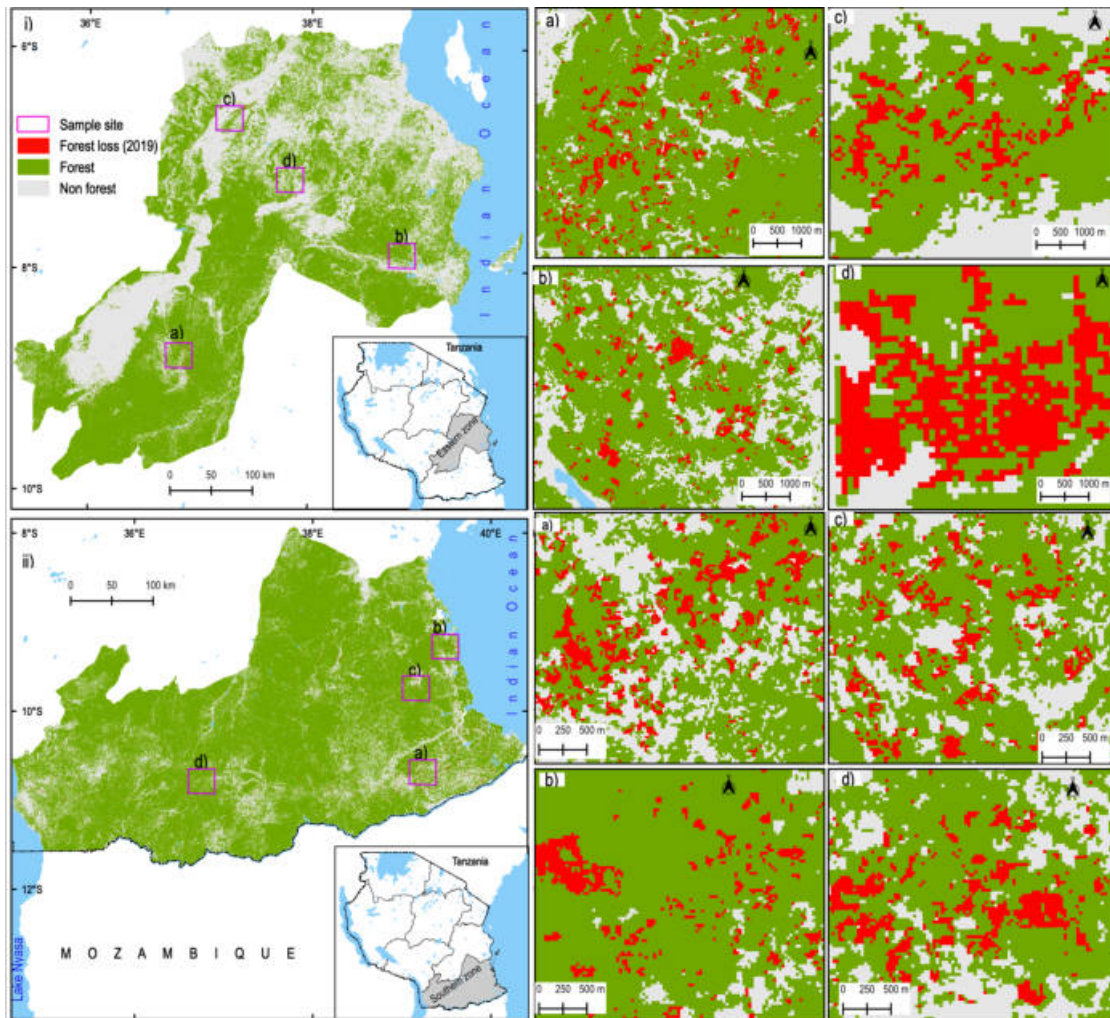 i)
36°E
38°E
6°S
8°S
10°S
Sample site
Forest loss (2019)
Forest
Non forest
c)
d)
b)
a)
Indian Ocean
0 50 100 km
Tanzania
Eastern zone
a)
0 500 1000 m
c)
0 500 1000 m
b)
0 500 1000 m
d)
0 500 1000 m
ii)
8°S
36°E
38°E
40°E
0 50 100 km
10°S
12°S
b)
c)
a)
d)
Indian Ocean
MOZAMBIQUE
Lake Nyasa
Tanzania
Southern zone
a)
0 250 500 m
c)
0 250 500 m
b)
0 250 500 m
d)
0 250 500 m